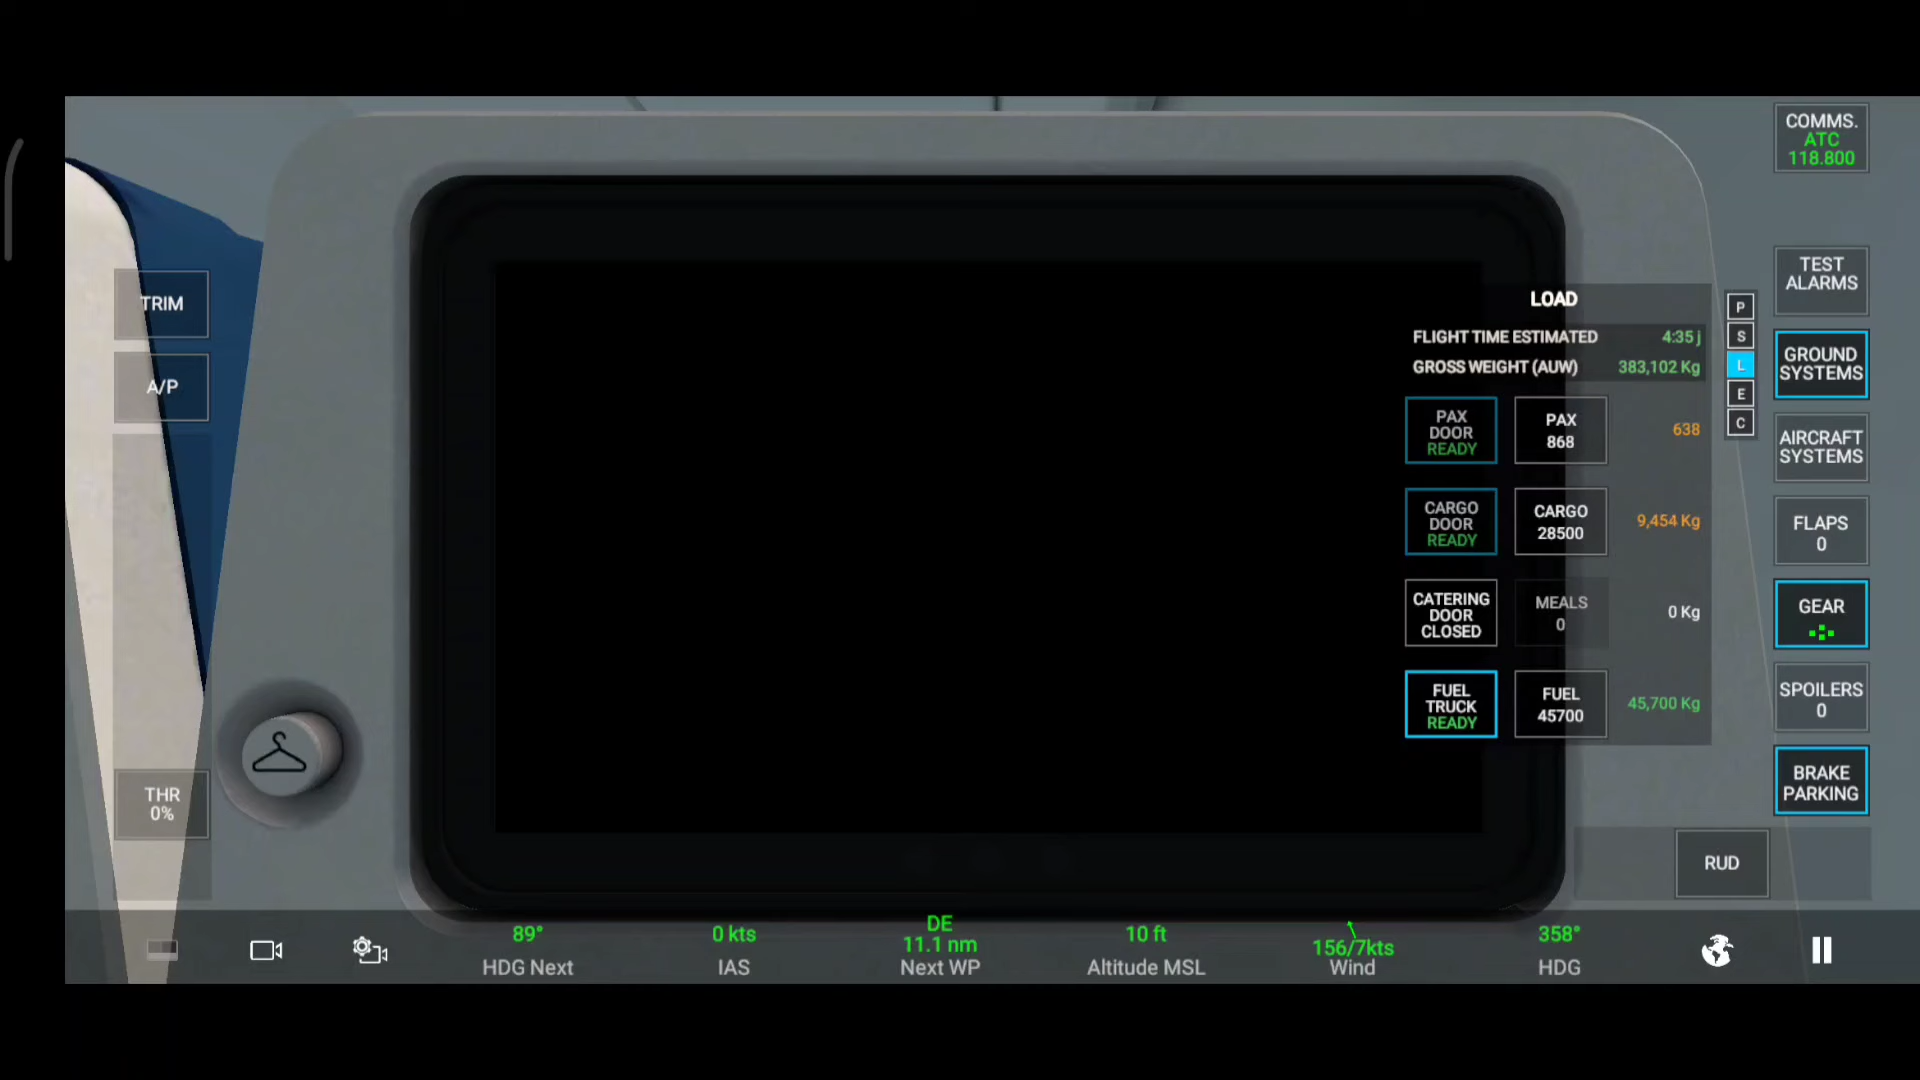 COMMS.
ATC
118.800
TEST
ALARMS
GROUND
SYSTEMS
AIRCRAFT
SYSTEMS
FLAPS
0
GEAR
SPOILERS
0
BRAKE
PARKING
RUD
P
S
L
E
C
TRIM
A/P
THR
0%
LOAD
FLIGHT TIME ESTIMATED 4:35 j
GROSS WEIGHT (AUW) 383,102 Kg
PAX
DOOR
READY
PAX
868
638
CARGO
DOOR
READY
CARGO
28500
9,454 Kg
CATERING
DOOR
CLOSED
MEALS
0
0 Kg
FUEL
TRUCK
READY
FUEL
45700
45,700 Kg
89°
HDG Next
0 kts
IAS
DE
11.1 nm
Next WP
10 ft
Altitude MSL
156/7kts
Wind
358°
HDG